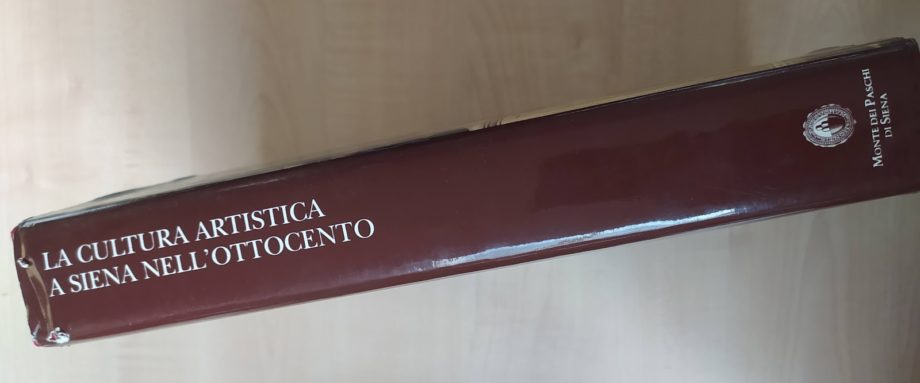 LA CULTURA ARTISTICA
A SIENA NELL'OTTOCENTO
MONTE DEI PASCHI
DI SIENA